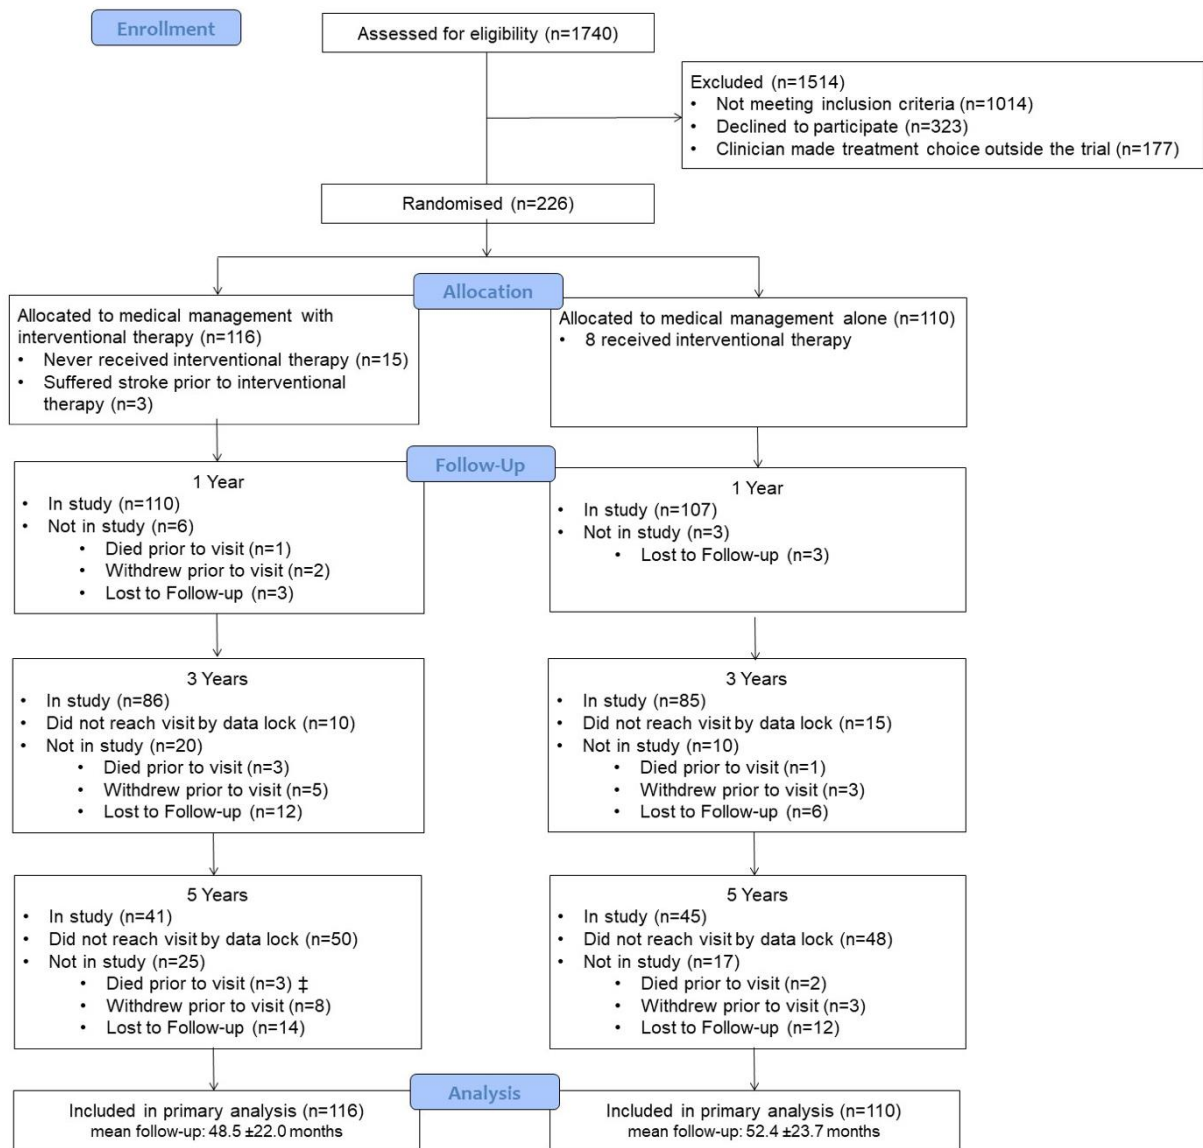 Enrollment
Assessed for eligibility (n=1740)
Excluded (n=1514)
• Not meeting inclusion criteria (n=1014)
• Declined to participate (n=323)
• Clinician made treatment choice outside the trial (n=177)
Randomised (n=226)
Allocation
Allocated to medical management with
interventional therapy (n=116)
• Never received interventional therapy (n=15)
• Suffered stroke prior to interventional
therapy (n=3)
Allocated to medical management alone (n=110)
• 8 received interventional therapy
Follow-Up
1 Year
• In study (n=110)
• Not in study (n=6)
• Died prior to visit (n=1)
• Withdrew prior to visit (n=2)
• Lost to Follow-up (n=3)
1 Year
• In study (n=107)
• Not in study (n=3)
• Lost to Follow-up (n=3)
3 Years
• In study (n=86)
• Did not reach visit by data lock (n=10)
• Not in study (n=20)
• Died prior to visit (n=3)
• Withdrew prior to visit (n=5)
• Lost to Follow-up (n=12)
3 Years
• In study (n=85)
• Did not reach visit by data lock (n=15)
• Not in study (n=10)
• Died prior to visit (n=1)
• Withdrew prior to visit (n=3)
• Lost to Follow-up (n=6)
5 Years
• In study (n=41)
• Did not reach visit by data lock (n=50)
• Not in study (n=25)
• Died prior to visit (n=3) ‡
• Withdrew prior to visit (n=8)
• Lost to Follow-up (n=14)
5 Years
• In study (n=45)
• Did not reach visit by data lock (n=48)
• Not in study (n=17)
• Died prior to visit (n=2)
• Withdrew prior to visit (n=3)
• Lost to Follow-up (n=12)
Analysis
Included in primary analysis (n=116)
mean follow-up: 48.5 ±22.0 months
Included in primary analysis (n=110)
mean follow-up: 52.4 ±23.7 months